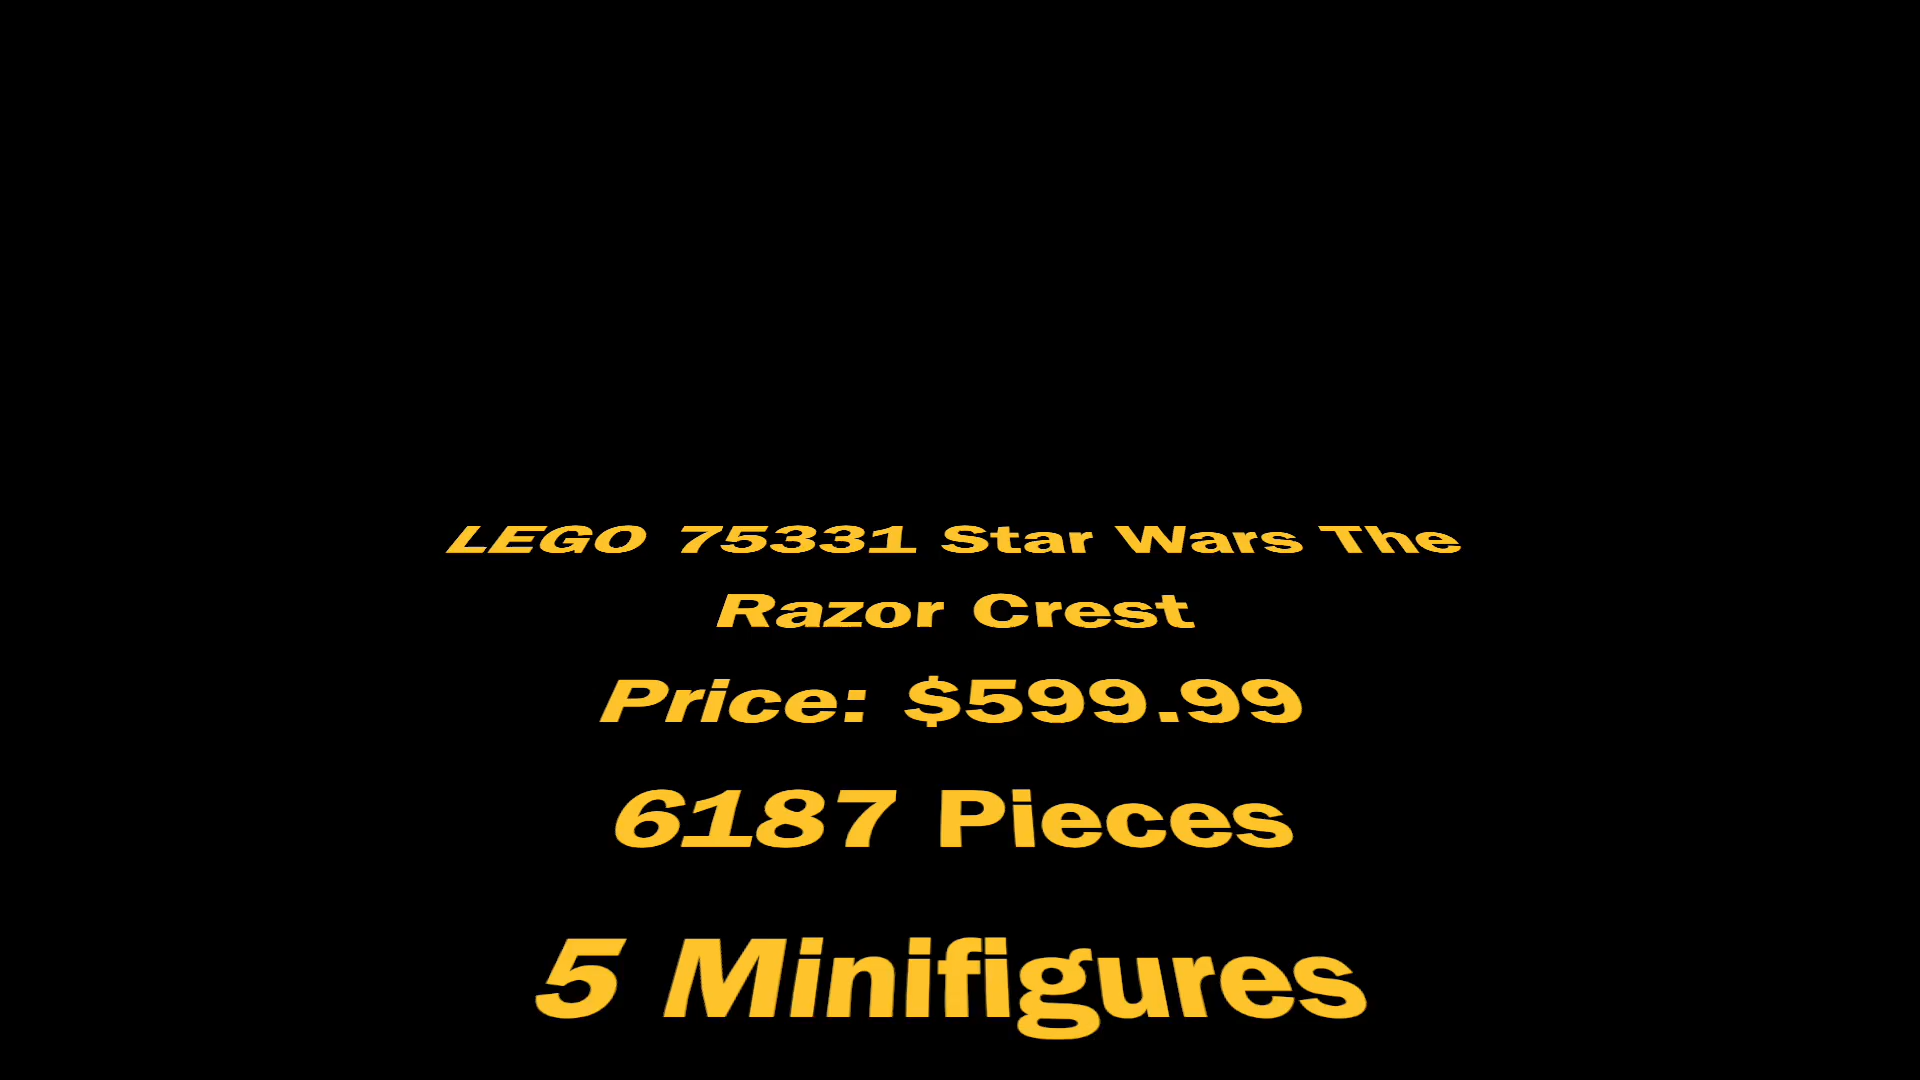 LEGO 75331 Star Wars The
Razor Crest
Price: $599.99
6187 Pieces
5 Minifigures